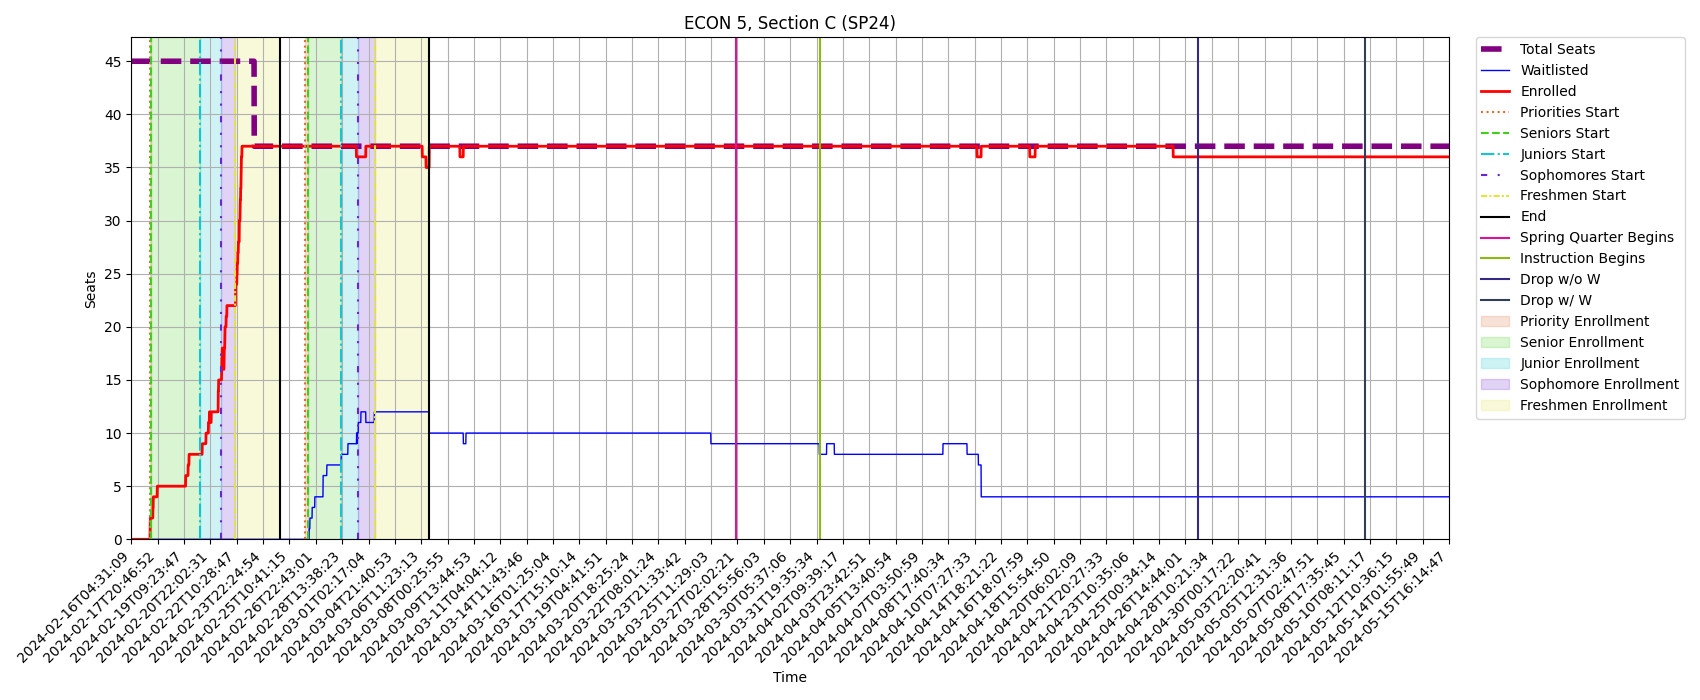 ECON 5, Section C (SP24)
Seats
45
40
35
30
25
20
15
10
5
0
2024-02-16T04:31:09
2024-02-17T20:46:52
2024-02-19T09:23:47
2024-02-20T22:02:31
2024-02-22T10:28:47
2024-02-23T22:24:54
2024-02-25T10:41:15
2024-02-26T22:43:01
2024-02-28T13:38:23
2024-03-01T02:17:04
2024-03-04T21:40:53
2024-03-06T11:23:13
2024-03-08T00:25:55
2024-03-09T13:44:53
2024-03-11T04:04:12
2024-03-14T11:43:46
2024-03-16T01:25:04
2024-03-17T15:10:14
2024-03-19T04:41:51
2024-03-20T18:25:24
2024-03-22T08:01:24
2024-03-23T21:33:42
2024-03-25T11:29:03
2024-03-27T02:02:21
2024-03-28T15:56:03
2024-03-30T05:37:06
2024-03-31T19:35:34
2024-04-02T09:39:17
2024-04-03T23:42:51
2024-04-05T13:40:54
2024-04-07T03:50:59
2024-04-08T17:40:34
2024-04-10T07:27:33
2024-04-14T18:21:22
2024-04-16T18:07:59
2024-04-18T15:54:50
2024-04-20T06:02:09
2024-04-21T20:27:33
2024-04-23T10:35:06
2024-04-25T00:34:14
2024-04-26T14:44:01
2024-04-28T10:21:34
2024-04-30T00:17:22
2024-05-03T22:20:41
2024-05-05T12:31:36
2024-05-07T02:47:51
2024-05-08T17:35:45
2024-05-10T08:11:17
2024-05-12T10:36:15
2024-05-14T01:55:49
2024-05-15T16:14:47
Time
Total Seats
Waitlisted
Enrolled
Priorities Start
Seniors Start
Juniors Start
Sophomores Start
Freshmen Start
End
Spring Quarter Begins
Instruction Begins
Drop w/o W
Drop w/ W
Priority Enrollment
Senior Enrollment
Junior Enrollment
Sophomore Enrollment
Freshmen Enrollment